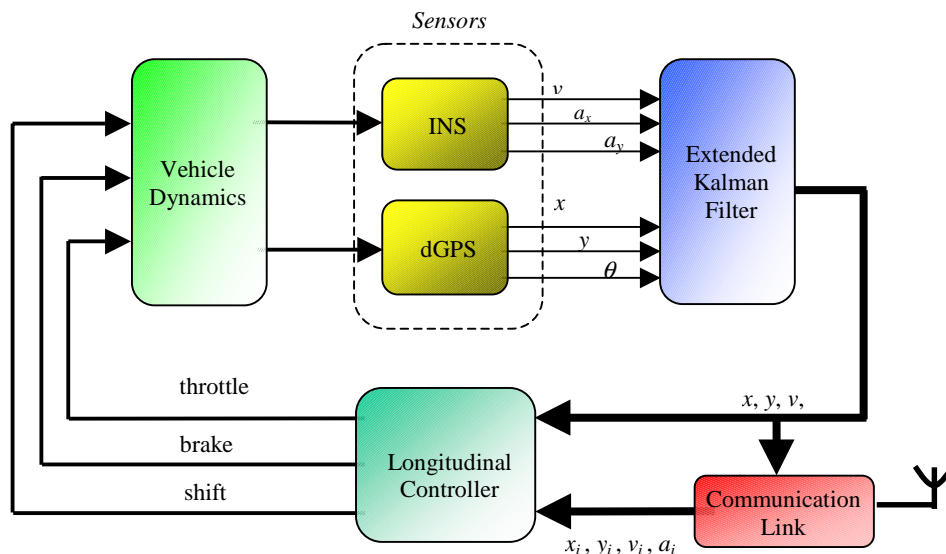 Sensors
INS
dGPS
v
a_x
a_y
x
y
θ
Vehicle
Dynamics
Extended
Kalman
Filter
throttle
brake
shift
Longitudinal
Controller
x, y, v,
Communication
Link
x_i, y_i, v_i, a_i